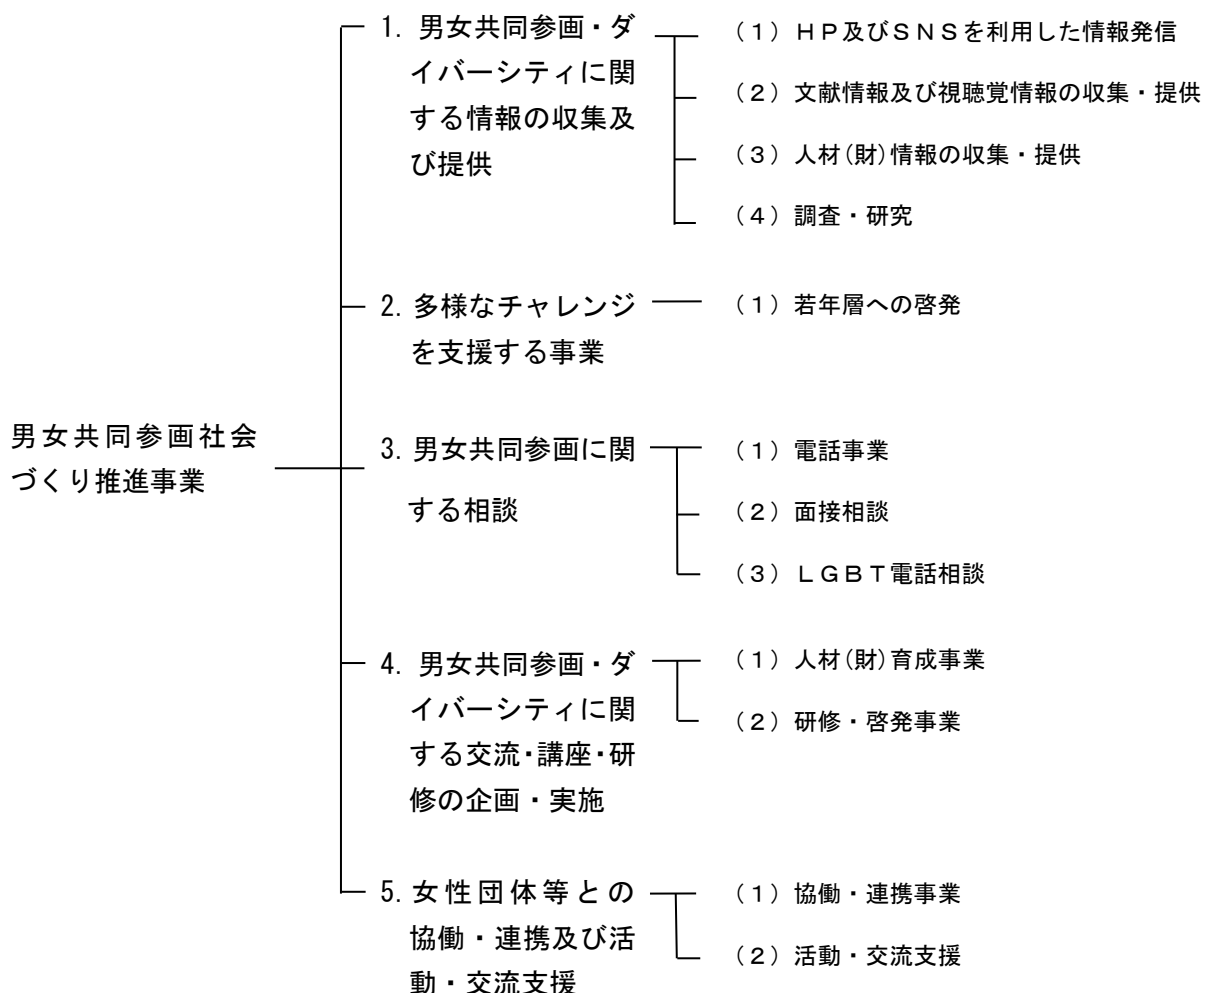 男女共同参画社会
づくり推進事業
1. 男女共同参画・ダ
イバーシティに関
する情報の収集及
び提供
（１）ＨＰ及びＳＮＳを利用した情報発信
（２）文献情報及び視聴覚情報の収集・提供
（３）人材(財)情報の収集・提供
（４）調査・研究
2. 多様なチャレンジ
を支援する事業
（１）若年層への啓発
3. 男女共同参画に関
する相談
（１）電話事業
（２）面接相談
（３）ＬＧＢＴ電話相談
4. 男女共同参画・ダ
イバーシティに関
する交流・講座・研
修の企画・実施
（１）人材(財)育成事業
（２）研修・啓発事業
5. 女性団体等との
協働・連携及び活
動・交流支援
（１）協働・連携事業
（２）活動・交流支援